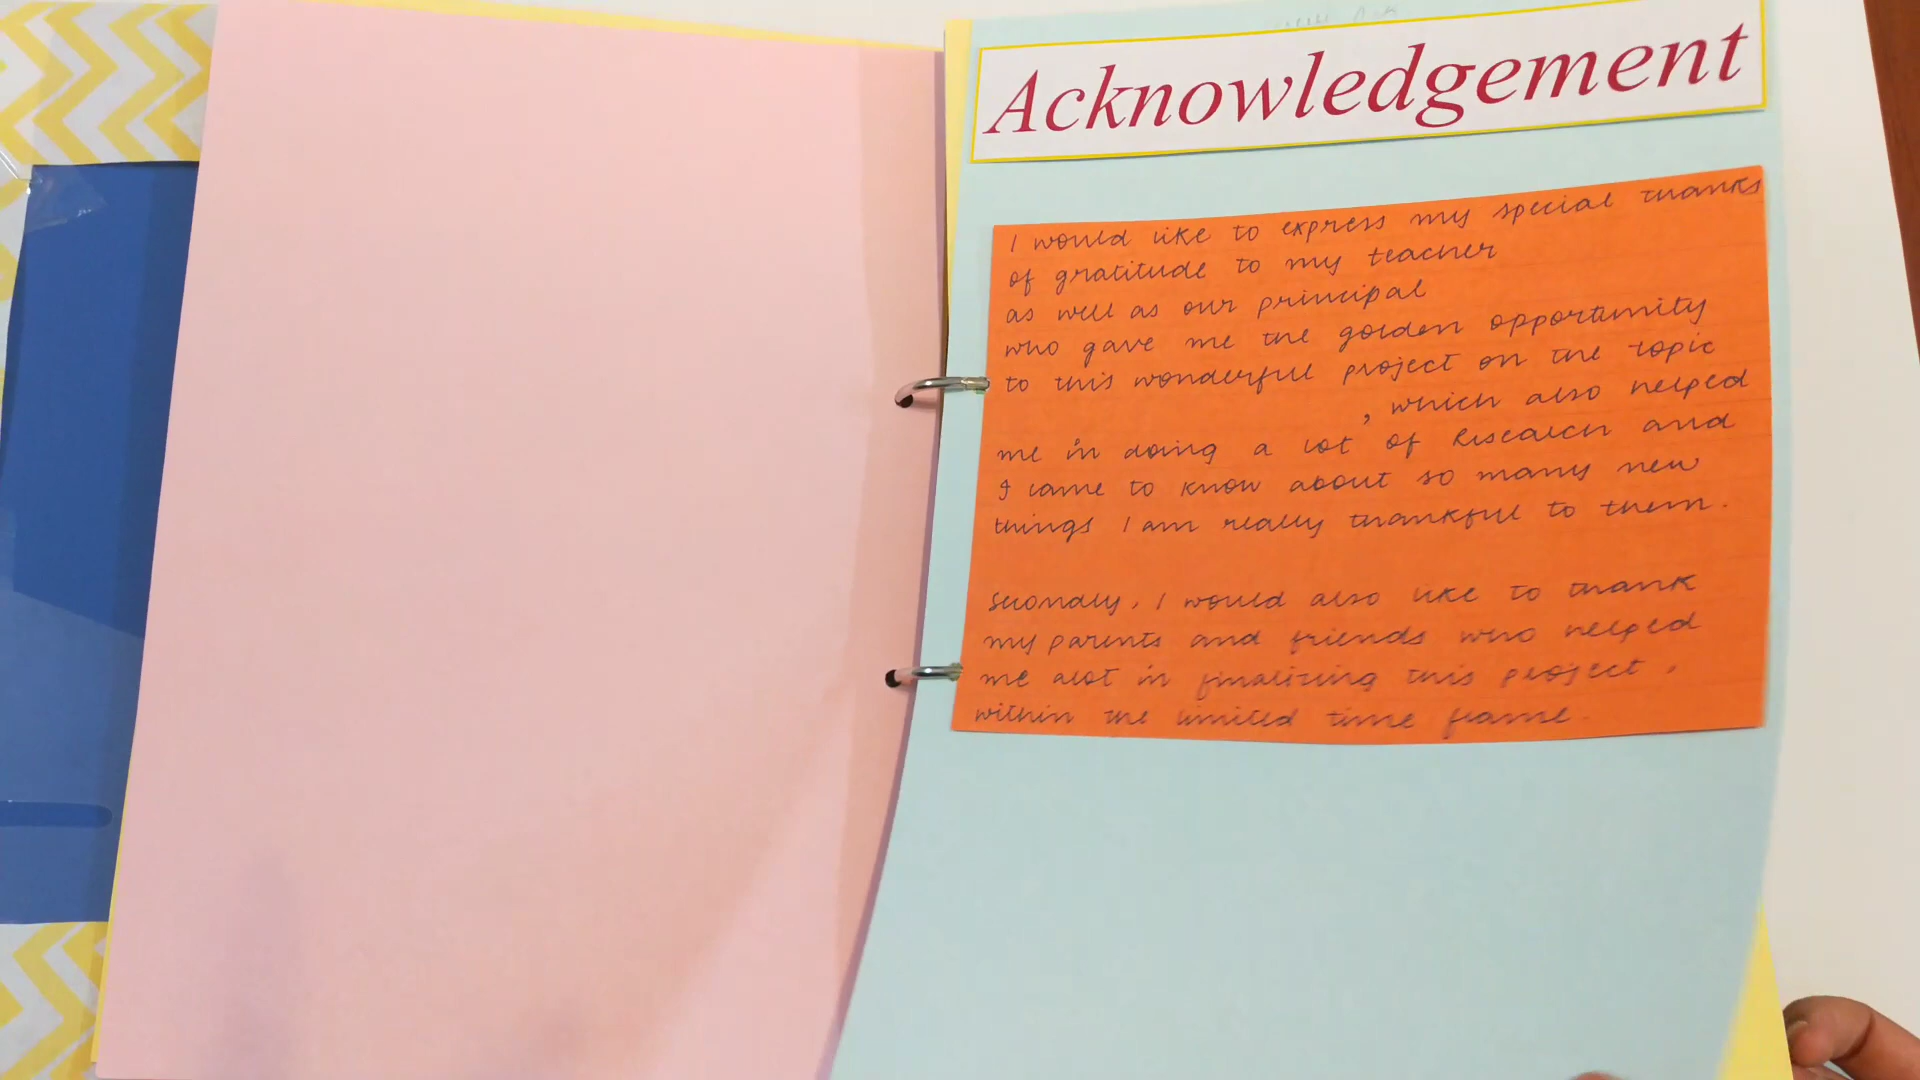 Acknowledgement
I would like to express my special thanks
of gratitude to my teacher
as well as our principal
who gave me the golden opportunity
to this wonderful project on the topic
, which also helped
me in doing a lot of Research and
I came to know about so many new
things I am really thankful to them.
Secondly, I would also like to thank
my parents and friends who helped
me alot in finalizing this project,
within the limited time frame.